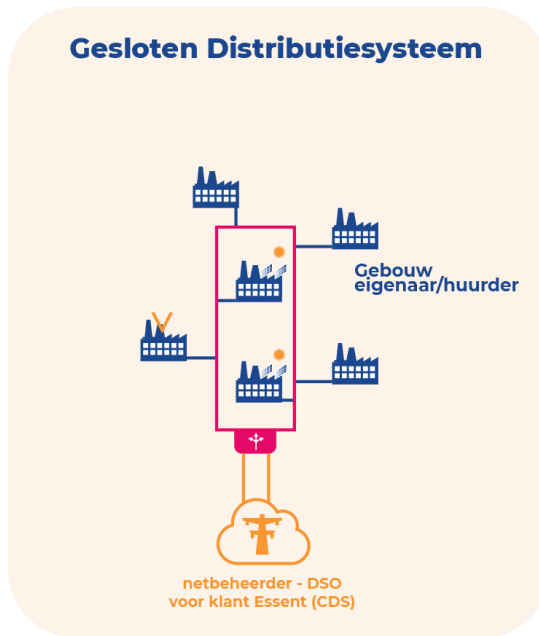 Gesloten Distributiesysteem
Gebouw
eigenaar/huurder
netbeheerder - DSO
voor klant Essent (CDS)